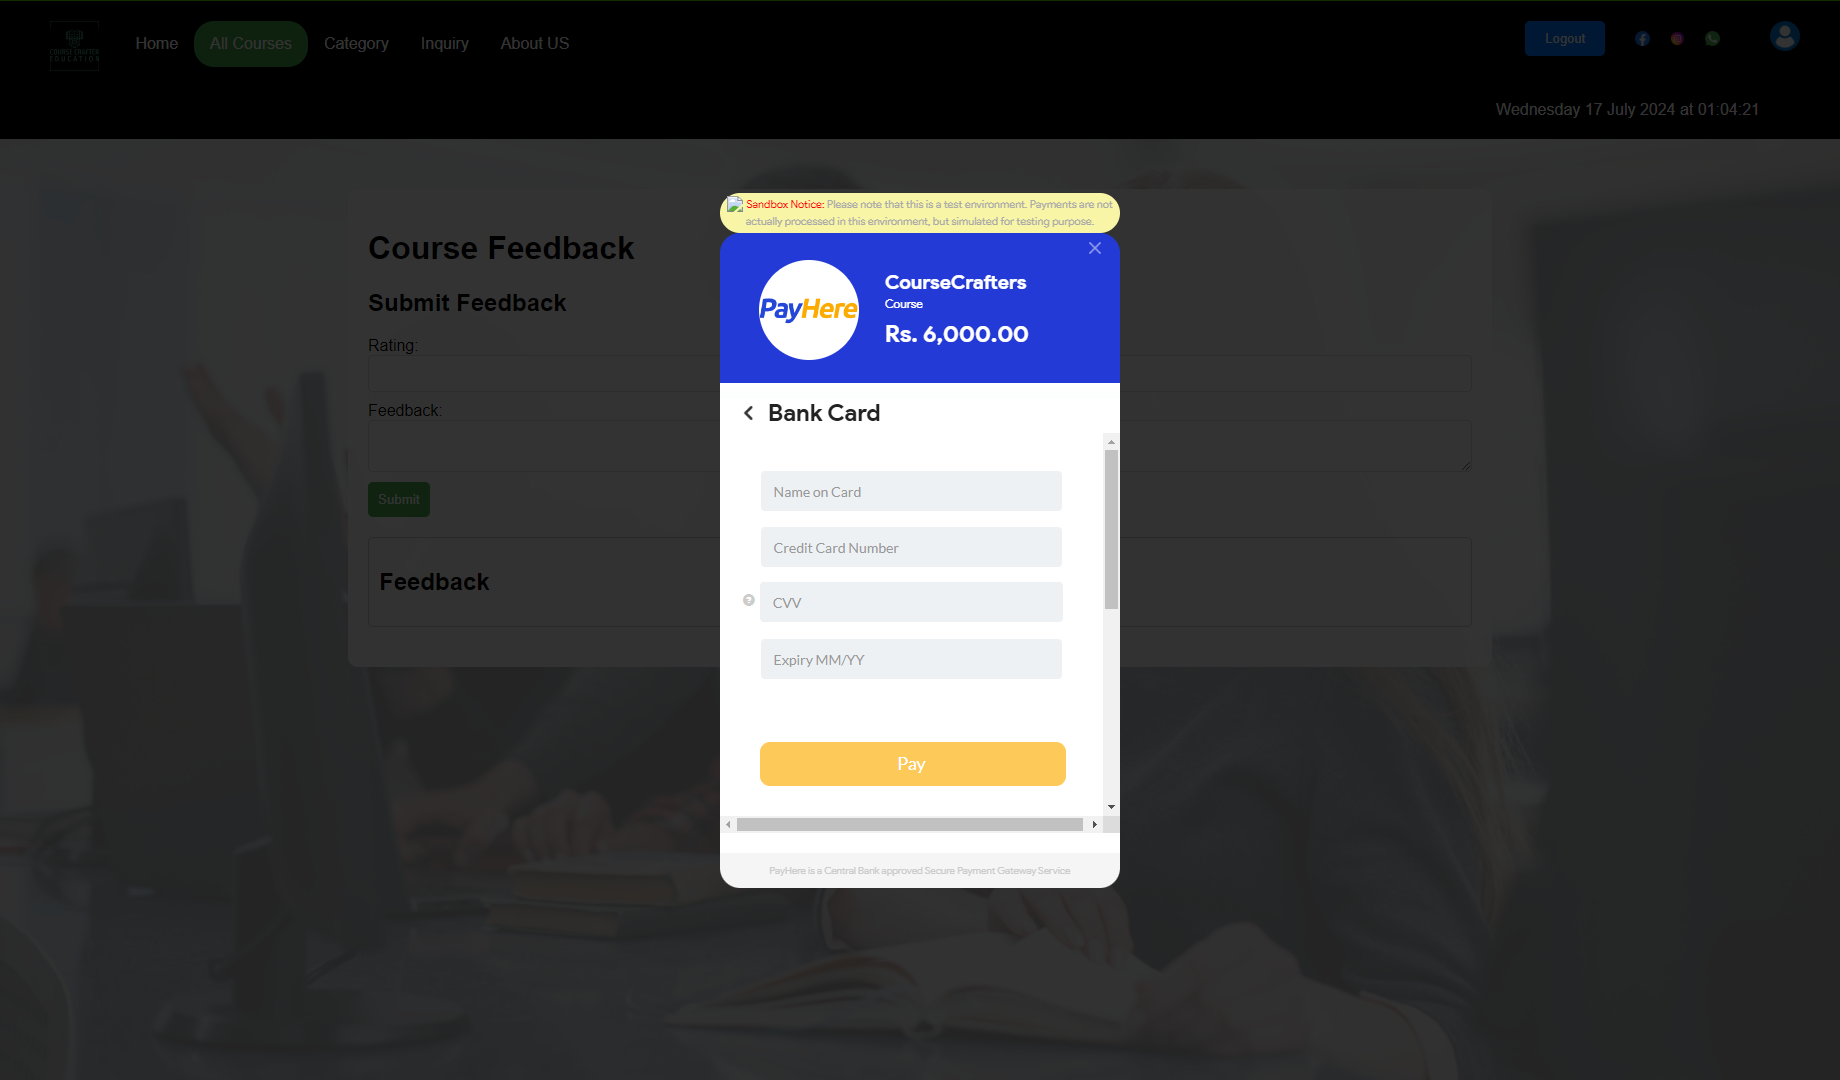 COURSE CRAFTER
EDUCATION
Home
All Courses
Category
Inquiry
About US
Logout
Wednesday 17 July 2024 at 01:04:21
Sandbox Notice: Please note that this is a test environment. Payments are not
actually processed in this environment, but simulated for testing purpose.
Course Feedback
Submit Feedback
Rating:
Feedback:
Submit
Feedback
PayHere
CourseCrafters
Course
Rs. 6,000.00
Bank Card
Name on Card
Credit Card Number
CVV
Expiry MM/YY
Pay
PayHere is a Central Bank approved Secure Payment Gateway Service